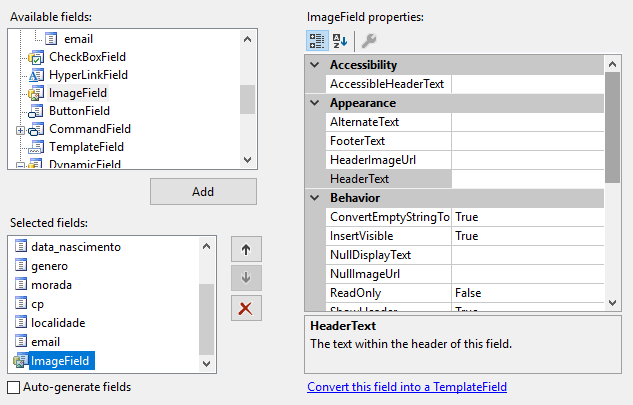 Available fields:
email
CheckBoxField
HyperLinkField
ImageField
ButtonField
CommandField
TemplateField
DynamicField
Add
Selected fields:
data_nascimento
genero
morada
cp
localidade
email
ImageField
Auto-generate fields
ImageField properties:
Accessibility
AccessibleHeaderText
Appearance
AlternateText
FooterText
HeaderImageUrl
HeaderText
Behavior
ConvertEmptyStringTo True
InsertVisible True
NullDisplayText
NullImageUrl
ReadOnly False
ShowHeader True
HeaderText
The text within the header of this field.
Convert this field into a TemplateField